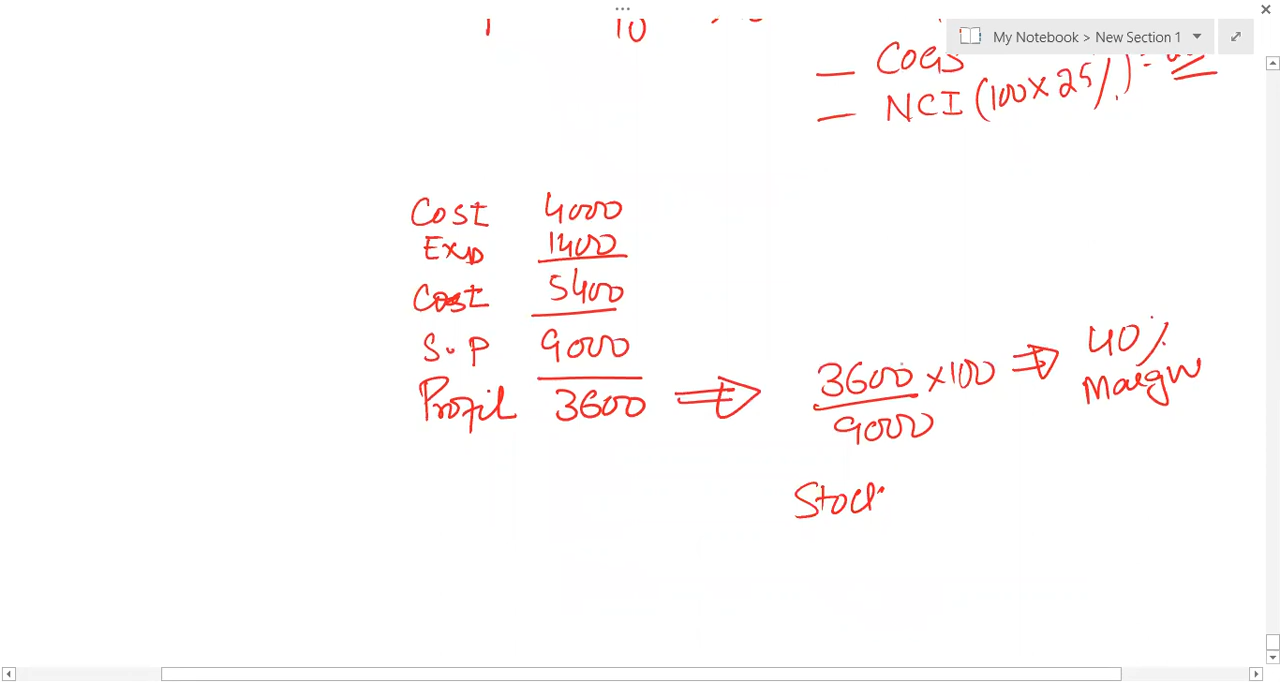 My Notebook > New Section 1
— COGS
— NCI (100 x 25%) =
Cost 4000
Exp 1400
Cost 5400
S.P 9000
Profit 3600 ⇒ 3600 x 100 ⇒ 40%
9000
Margin
Stock